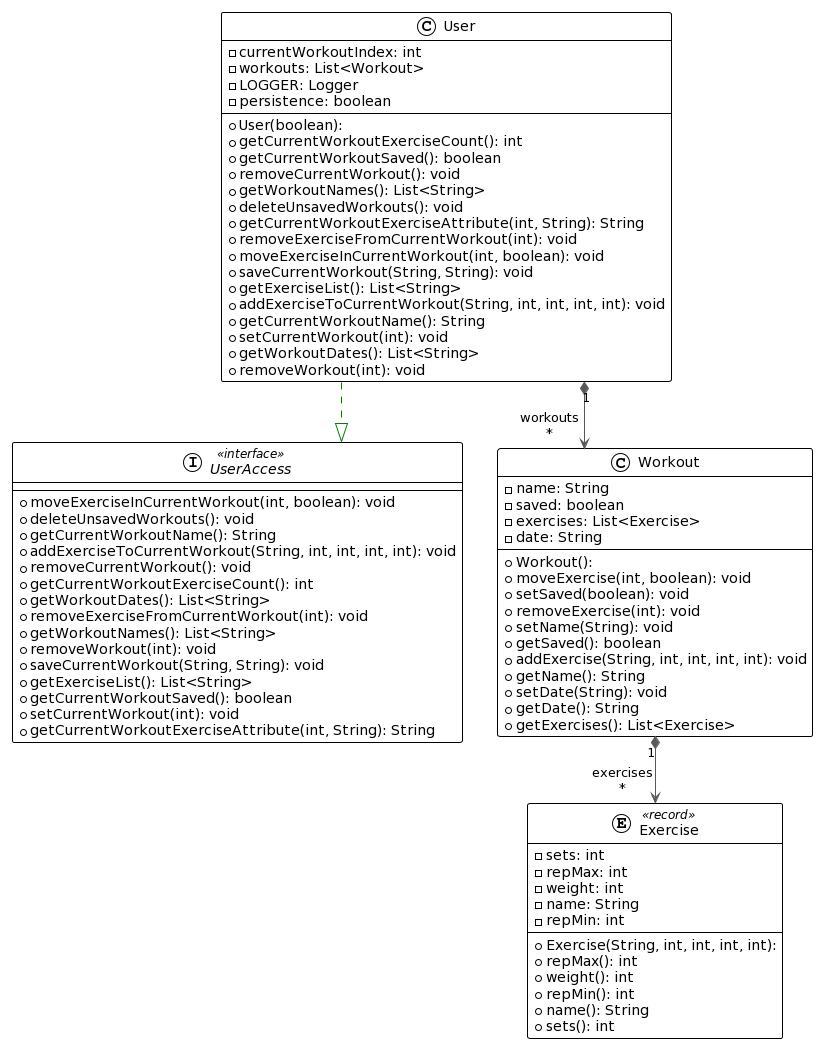 C User
currentWorkoutIndex: int
workouts: List<Workout>
LOGGER: Logger
persistence: boolean
User(boolean):
getCurrentWorkoutExerciseCount(): int
getCurrentWorkoutSaved(): boolean
removeCurrentWorkout(): void
getWorkoutNames(): List<String>
deleteUnsavedWorkouts(): void
getCurrentWorkoutExerciseAttribute(int, String): String
removeExerciseFromCurrentWorkout(int): void
moveExerciseInCurrentWorkout(int, boolean): void
saveCurrentWorkout(String, String): void
getExerciseList(): List<String>
addExerciseToCurrentWorkout(String, int, int, int, int): void
getCurrentWorkoutName(): String
setCurrentWorkout(int): void
getWorkoutDates(): List<String>
removeWorkout(int): void
1
workouts
*
I «interface»
UserAccess
moveExerciseInCurrentWorkout(int, boolean): void
deleteUnsavedWorkouts(): void
getCurrentWorkoutName(): String
addExerciseToCurrentWorkout(String, int, int, int, int): void
removeCurrentWorkout(): void
getCurrentWorkoutExerciseCount(): int
getWorkoutDates(): List<String>
removeExerciseFromCurrentWorkout(int): void
getWorkoutNames(): List<String>
removeWorkout(int): void
saveCurrentWorkout(String, String): void
getExerciseList(): List<String>
getCurrentWorkoutSaved(): boolean
setCurrentWorkout(int): void
getCurrentWorkoutExerciseAttribute(int, String): String
C Workout
name: String
saved: boolean
exercises: List<Exercise>
date: String
Workout():
moveExercise(int, boolean): void
setSaved(boolean): void
removeExercise(int): void
setName(String): void
getSaved(): boolean
addExercise(String, int, int, int, int): void
getName(): String
setDate(String): void
getDate(): String
getExercises(): List<Exercise>
1
exercises
*
E «record»
Exercise
sets: int
repMax: int
weight: int
name: String
repMin: int
Exercise(String, int, int, int, int):
repMax(): int
weight(): int
repMin(): int
name(): String
sets(): int